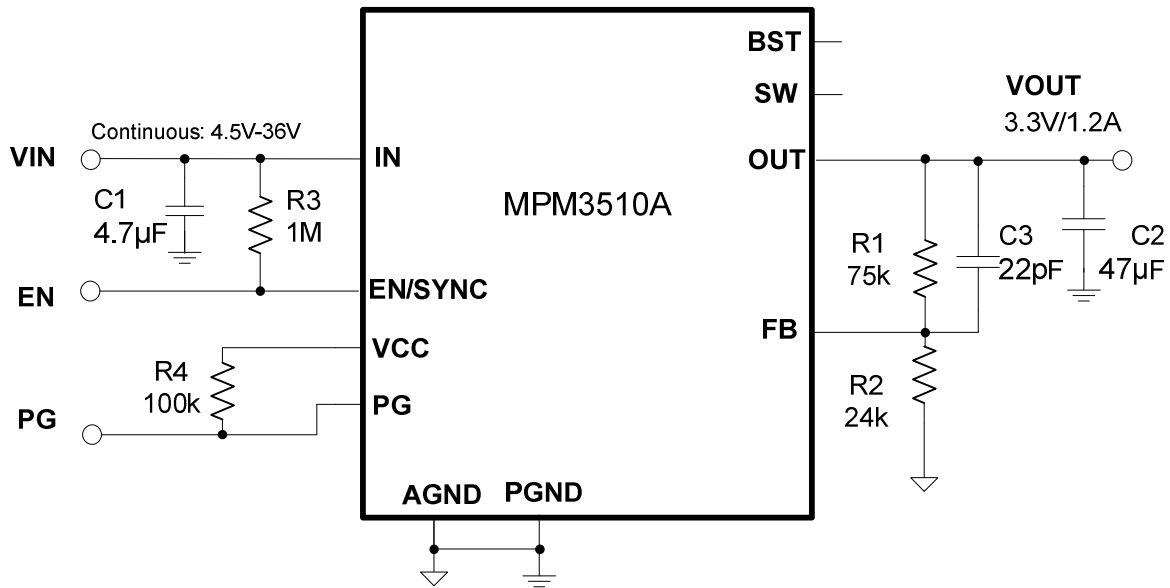 BST
SW
VOUT
3.3V/1.2A
Continuous: 4.5V-36V
VIN
IN
OUT
MPM3510A
C1
4.7µF
R3
1M
R1
75k
C3
22pF
C2
47µF
EN
EN/SYNC
FB
VCC
R4
100k
R2
24k
PG
PG
AGND
PGND